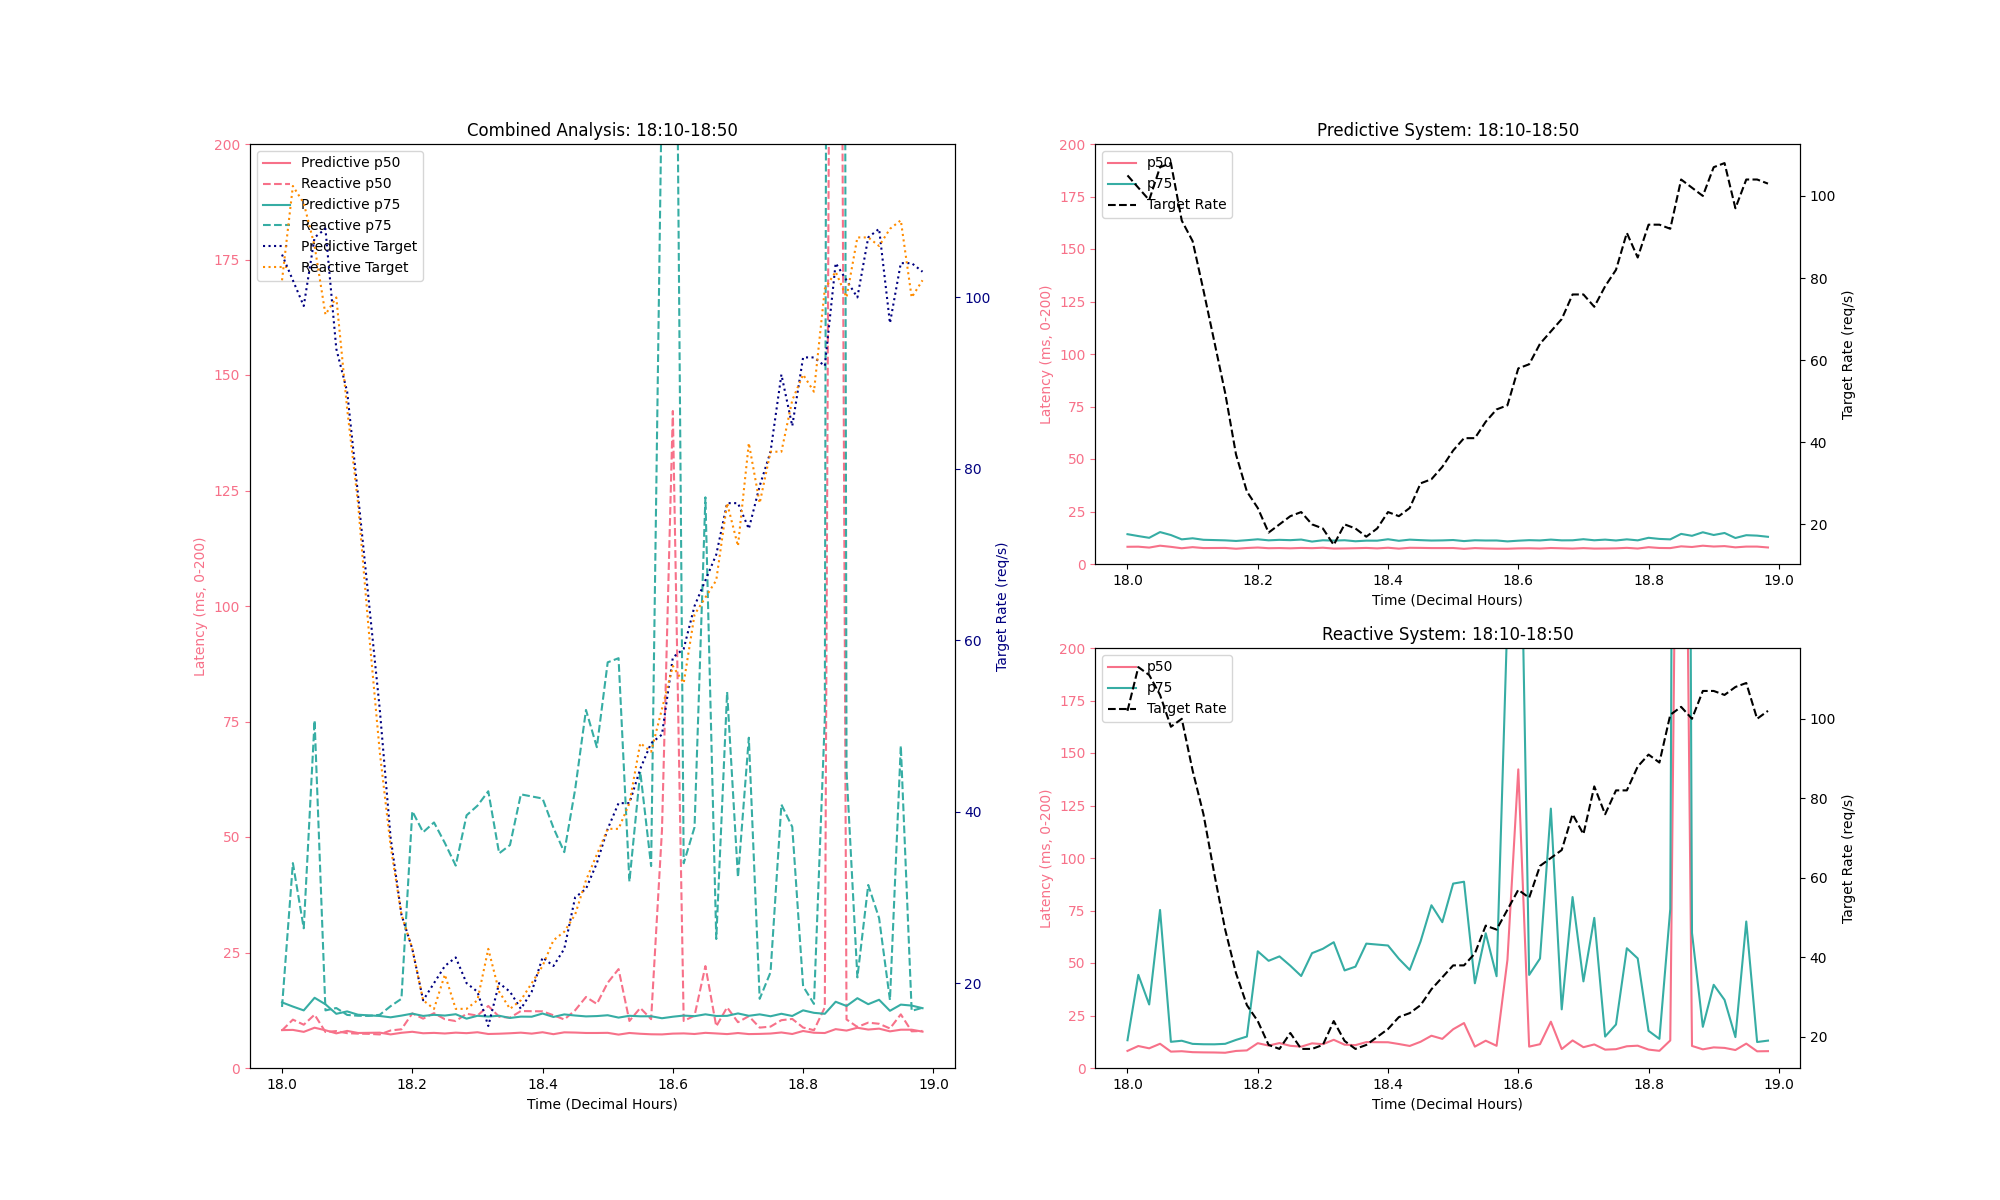 Combined Analysis: 18:10-18:50
Predictive p50
Reactive p50
Predictive p75
Reactive p75
Predictive Target
Reactive Target
200
175
150
125
100
75
50
25
0
Latency (ms, 0-200)
100
80
60
40
20
Target Rate (req/s)
18.0 18.2 18.4 18.6 18.8 19.0
Time (Decimal Hours)
Predictive System: 18:10-18:50
p50
p75
Target Rate
200
175
150
125
100
75
50
25
0
Latency (ms, 0-200)
100
80
60
40
20
Target Rate (req/s)
18.0 18.2 18.4 18.6 18.8 19.0
Time (Decimal Hours)
Reactive System: 18:10-18:50
p50
p75
Target Rate
200
175
150
125
100
75
50
25
0
Latency (ms, 0-200)
100
80
60
40
20
Target Rate (req/s)
18.0 18.2 18.4 18.6 18.8 19.0
Time (Decimal Hours)